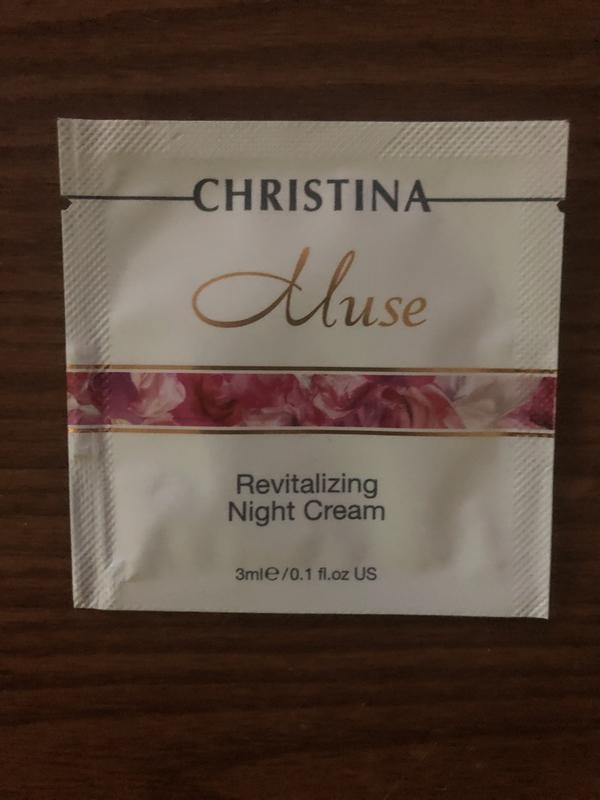 CHRISTINA
Muse
Revitalizing
Night Cream
3ml℮/0.1 fl.oz US